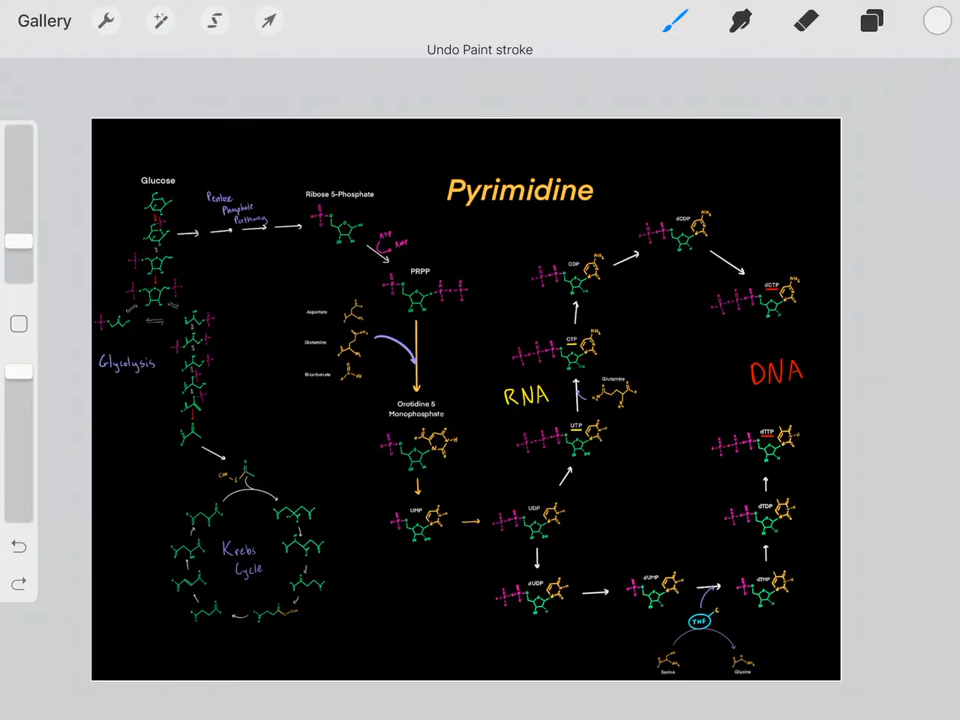 Gallery
Undo Paint stroke
Pyrimidine
Glucose
Pentose
Phosphate
Pathway
Ribose 5-Phosphate
ATP
AMP
PRPP
Aspartate
Glutamine
Bicarbonate
Glycolysis
Orotidine 5
Monophosphate
UMP
UDP
UTP
Glutamine
RNA
CTP
CDP
dCDP
dCTP
DNA
dTTP
dTDP
dUDP
dUMP
dTMP
THF
C
Serine
Glycine
Krebs
Cycle